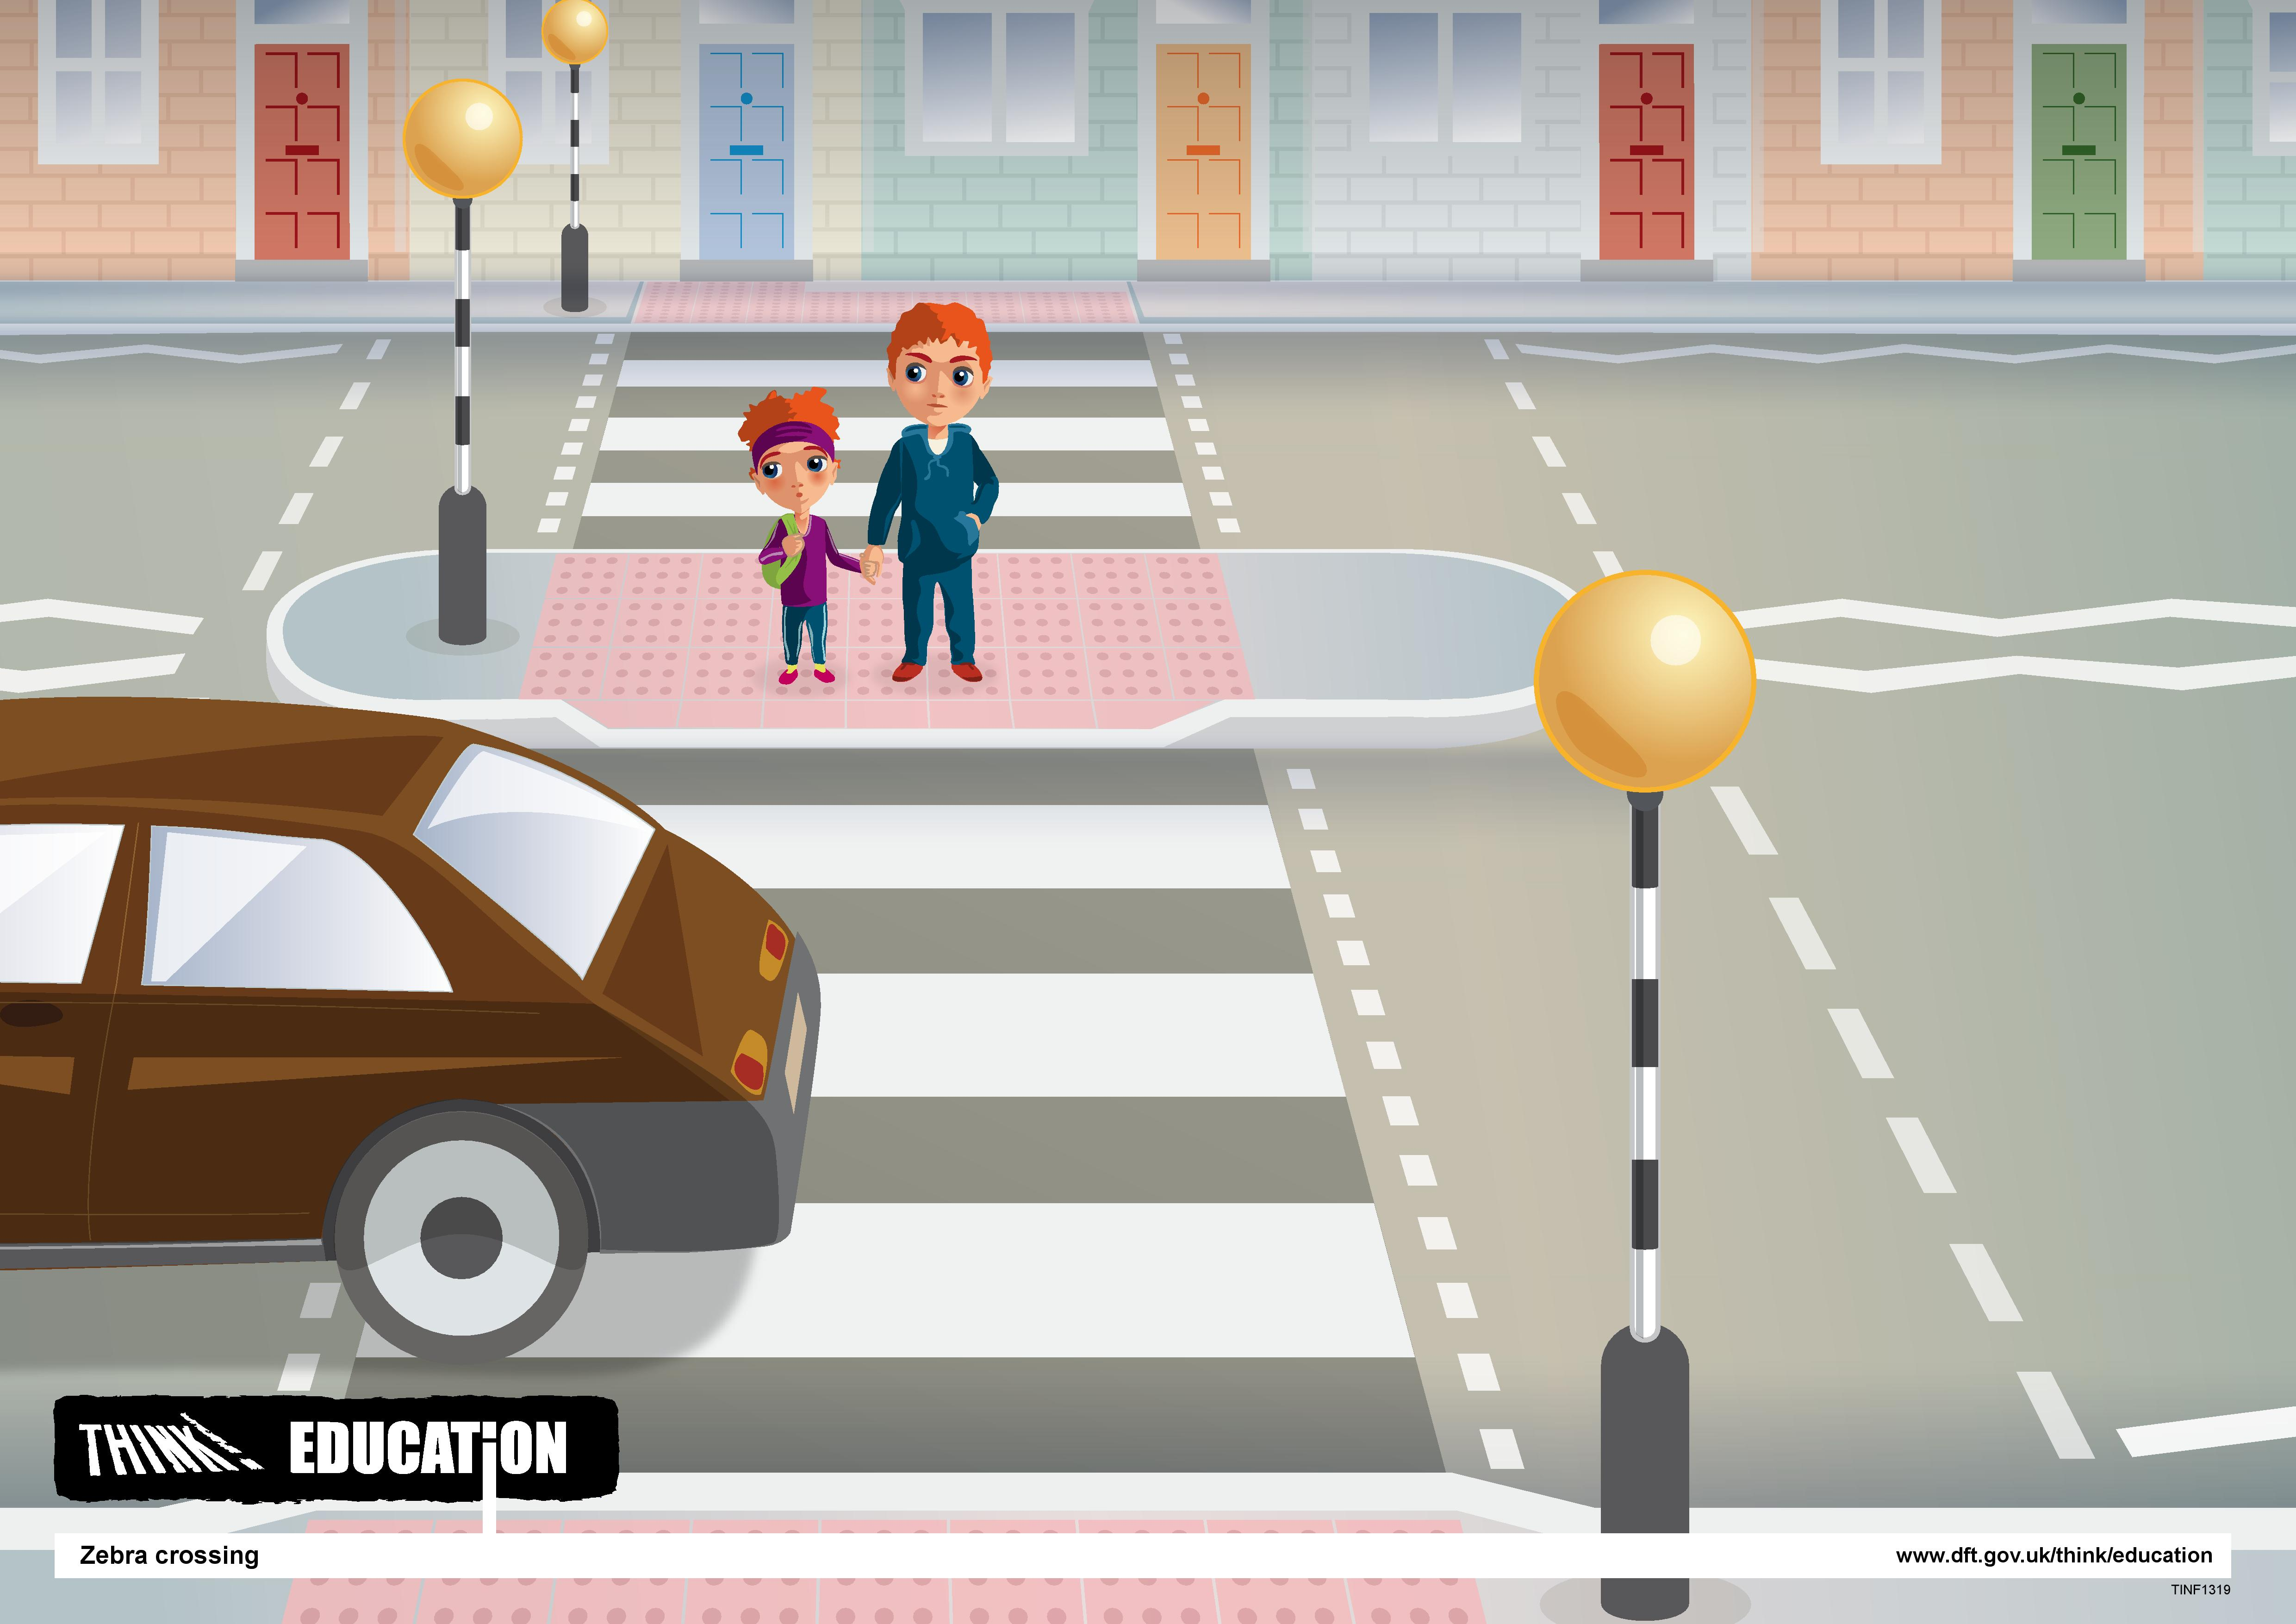 THINK! EDUCATiON
Zebra crossing
www.dft.gov.uk/think/education
TINF1319